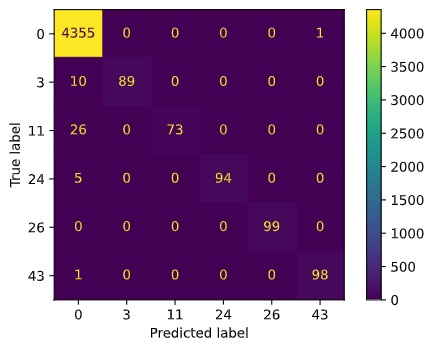 0 4355 0 0 0 0 1
3 10 89 0 0 0 0
11 26 0 73 0 0 0
24 5 0 0 94 0 0
26 0 0 0 0 99 0
43 1 0 0 0 0 98
0 3 11 24 26 43
Predicted label
True label
4000
3500
3000
2500
2000
1500
1000
500
0